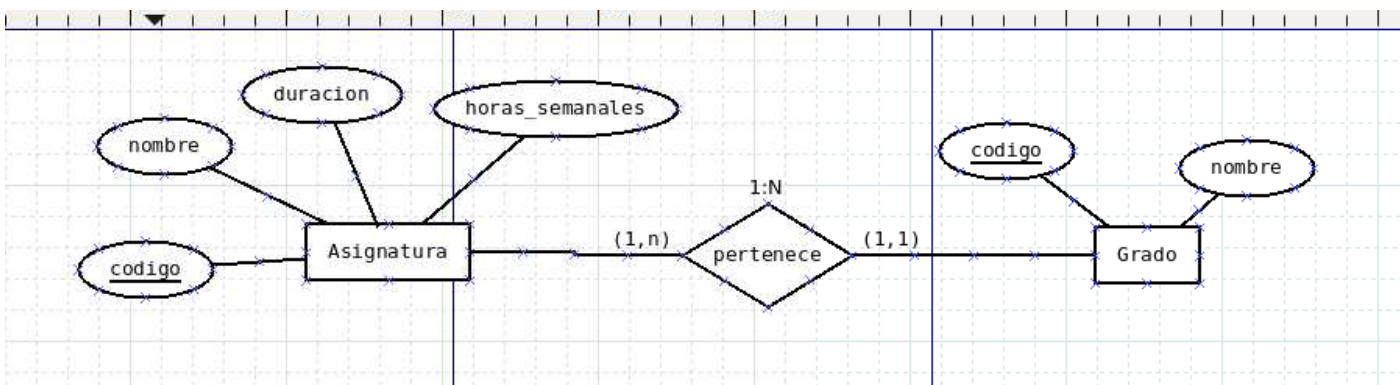 duracion
horas_semanales
nombre
codigo
nombre
1:N
Asignatura
(1,n)
pertenece
(1,1)
Grado
codigo